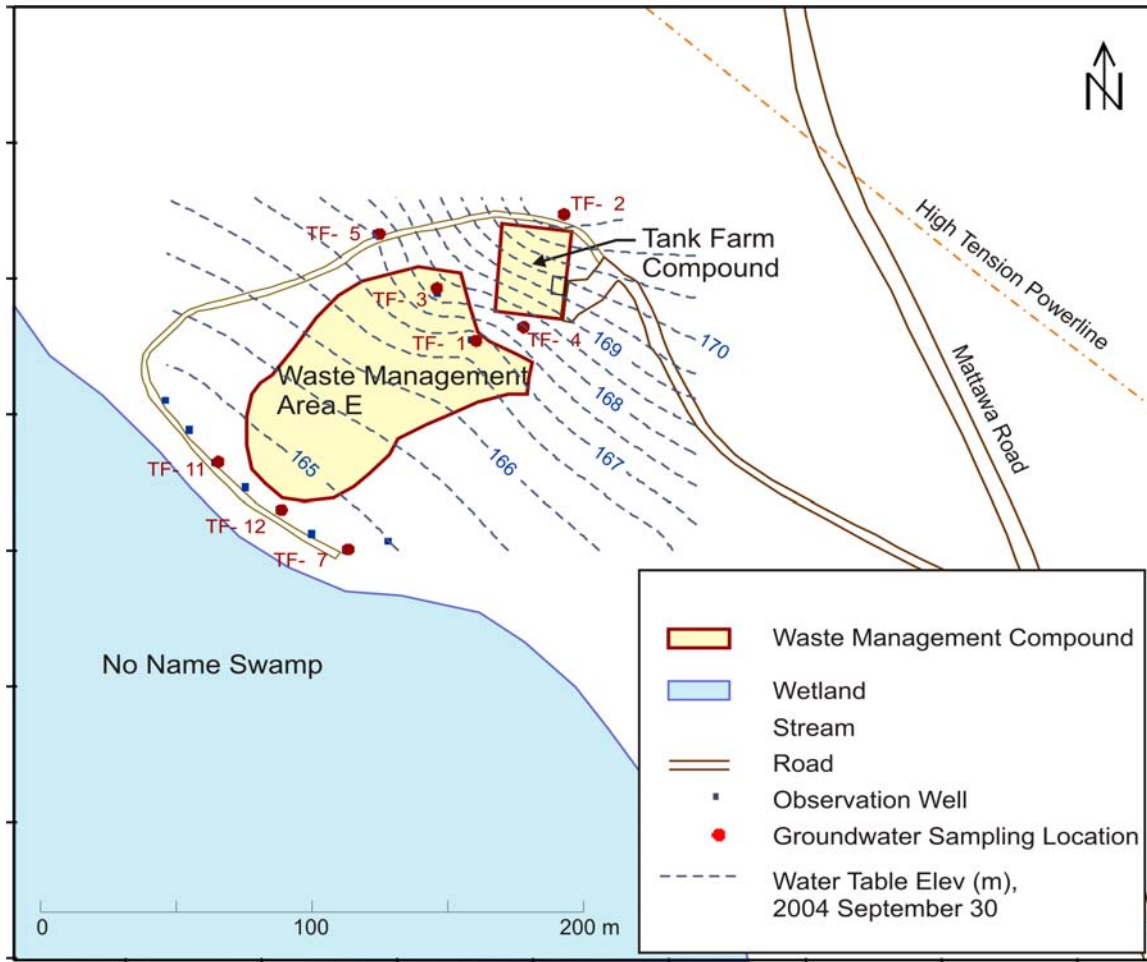 N
High Tension Powerline
Mattawa Road
TF- 2
TF- 5
Tank Farm
Compound
TF- 3
TF- 1
TF- 4
169
170
168
167
166
165
Waste Management
Area E
TF- 11
TF- 12
TF- 7
No Name Swamp
Waste Management Compound
Wetland
Stream
Road
Observation Well
Groundwater Sampling Location
Water Table Elev (m),
2004 September 30
0 100 200 m